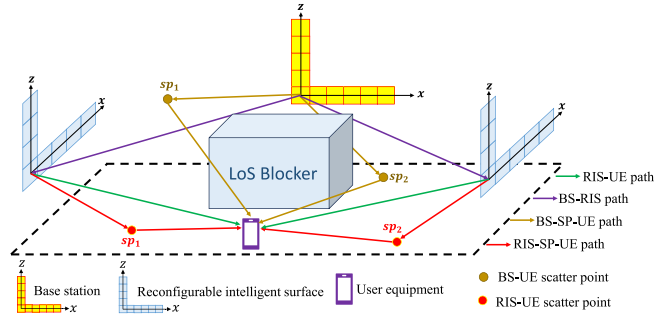 z
x
z
x
z
x
sp1
LoS Blocker
sp2
sp1
sp2
RIS-UE path
BS-RIS path
BS-SP-UE path
RIS-SP-UE path
z
x
Base station
z
x
Reconfigurable intelligent surface
User equipment
BS-UE scatter point
RIS-UE scatter point